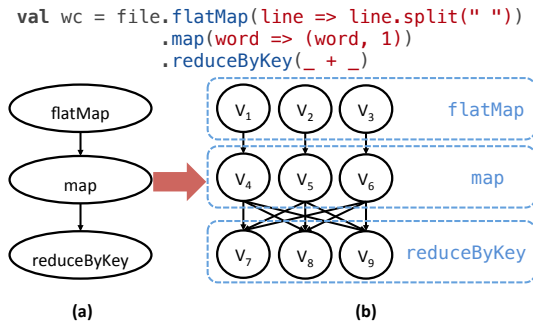 val wc = file.flatMap(line => line.split(" "))
.map(word => (word, 1))
.reduceByKey(_ + _)
flatMap
map
reduceByKey
V1 V2 V3 flatMap
V4 V5 V6 map
V7 V8 V9 reduceByKey
(a) (b)